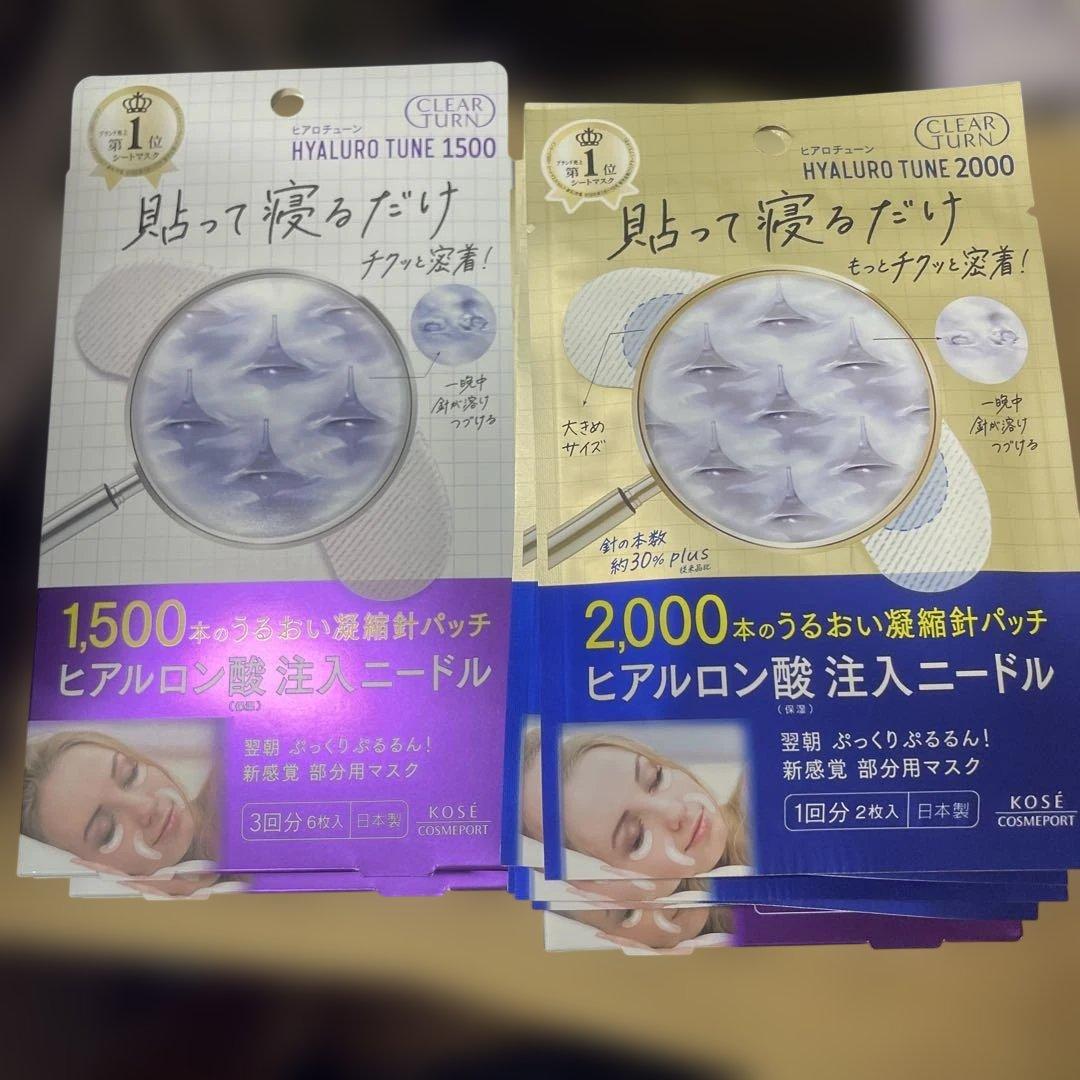 ブランド売上
第1位
シートマスク
CLEAR
TURN
ヒアロチューン
HYALURO TUNE 1500
貼って寝るだけ
チクッと密着!
一晩中
針が溶け
つづける
1,500本のうるおい凝縮針パッチ
ヒアルロン酸 注入ニードル
(保湿)
翌朝 ぷっくりぷるるん!
新感覚 部分用マスク
3回分 6枚入 日本製
KOSÉ
COSMEPORT
ブランド売上
第1位
シートマスク
CLEAR
TURN
ヒアロチューン
HYALURO TUNE 2000
貼って寝るだけ
もっとチクッと密着!
大きめ
サイズ
一晩中
針が溶け
つづける
針の本数
約30% plus
従来品比
2,000本のうるおい凝縮針パッチ
ヒアルロン酸 注入ニードル
(保湿)
翌朝 ぷっくりぷるるん!
新感覚 部分用マスク
1回分 2枚入 日本製
KOSÉ
COSMEPORT